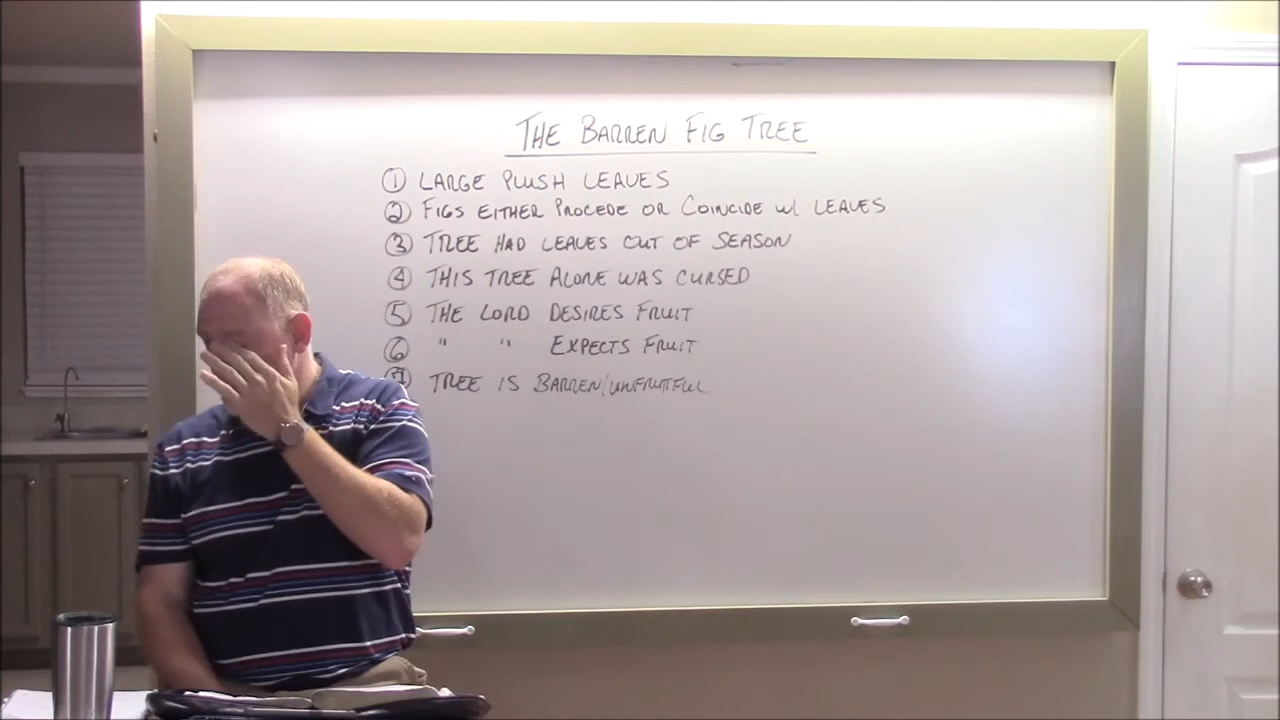 THE BARREN FIG TREE
① LARGE PLUSH LEAVES
② FIGS EITHER PROCEDE OR COINCIDE W/ LEAVES
③ TREE HAD LEAVES OUT OF SEASON
④ THIS TREE ALONE WAS CURSED
⑤ THE LORD DESIRES FRUIT
⑥ " " EXPECTS FRUIT
⑦ TREE IS BARREN/UNFRUITFUL